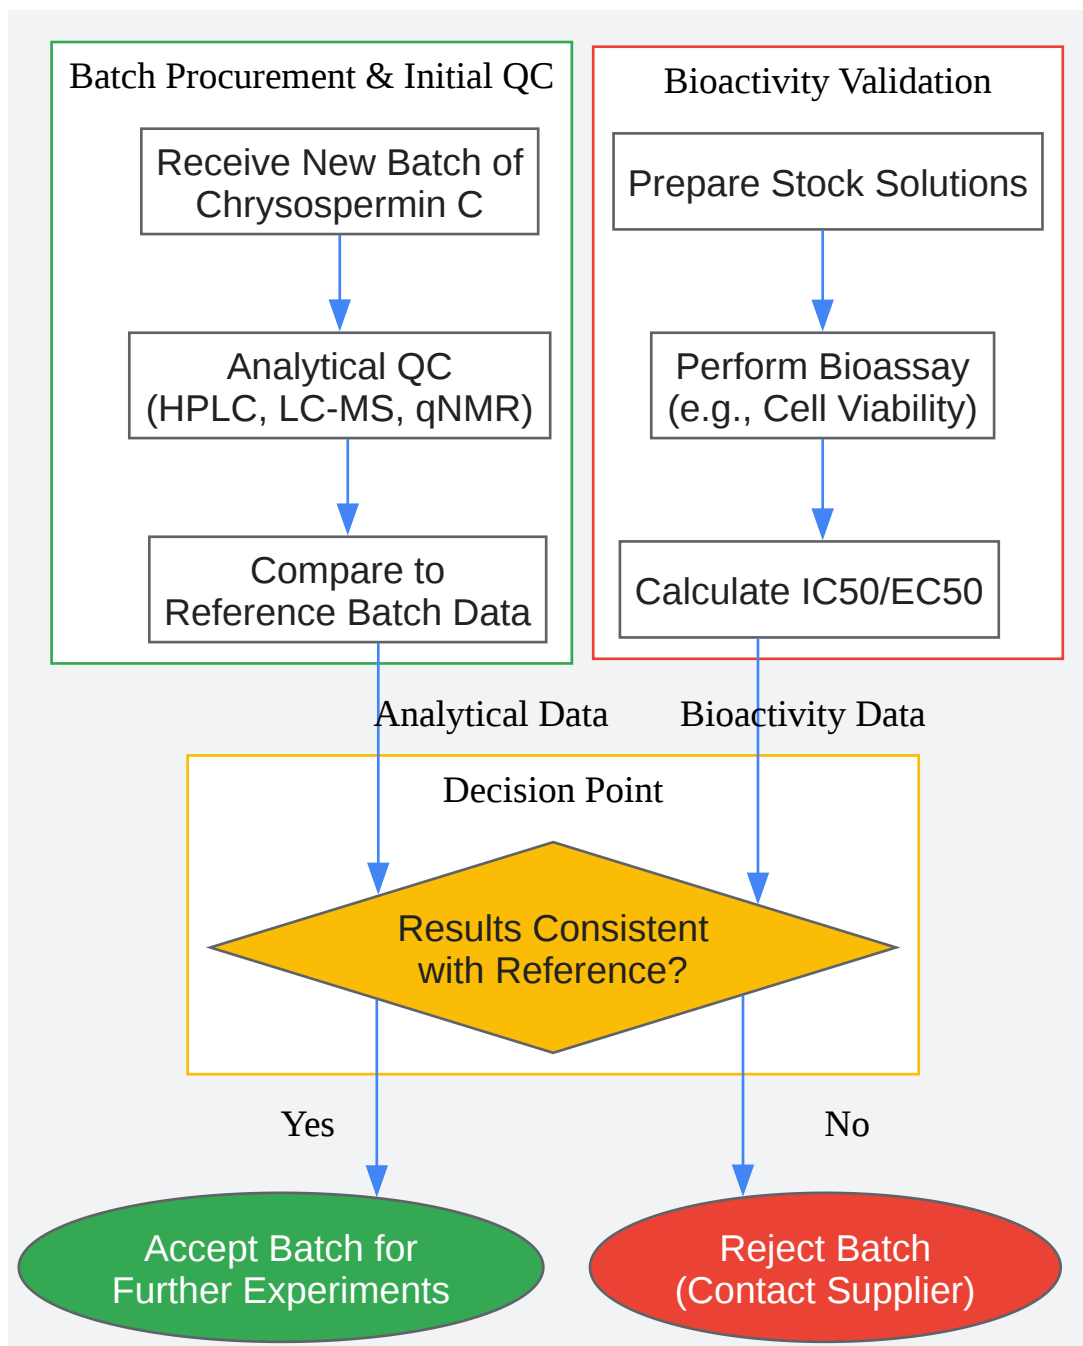 Batch Procurement & Initial QC
Receive New Batch of
Chrysospermin C
Analytical QC
(HPLC, LC-MS, qNMR)
Compare to
Reference Batch Data
Bioactivity Validation
Prepare Stock Solutions
Perform Bioassay
(e.g., Cell Viability)
Calculate IC50/EC50
Analytical Data
Bioactivity Data
Decision Point
Results Consistent
with Reference?
Yes
No
Accept Batch for
Further Experiments
Reject Batch
(Contact Supplier)